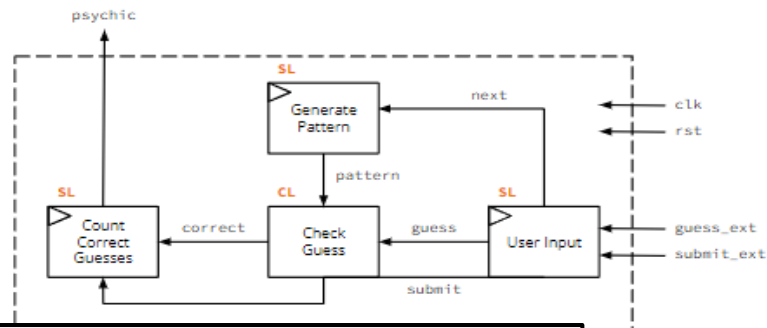 psychic
SL
Generate
Pattern
next
clk
rst
pattern
SL
Count
Correct
Guesses
correct
CL
Check
Guess
guess
SL
User Input
guess_ext
submit_ext
submit